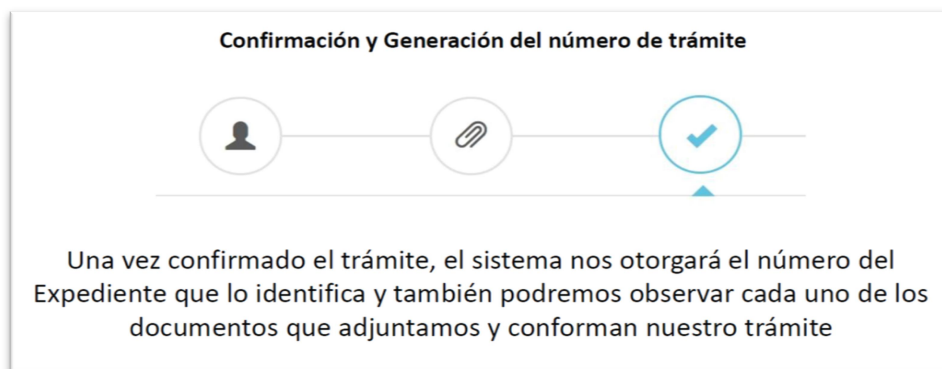 Confirmación y Generación del número de trámite
Una vez confirmado el trámite, el sistema nos otorgará el número del
Expediente que lo identifica y también podremos observar cada uno de los
documentos que adjuntamos y conforman nuestro trámite